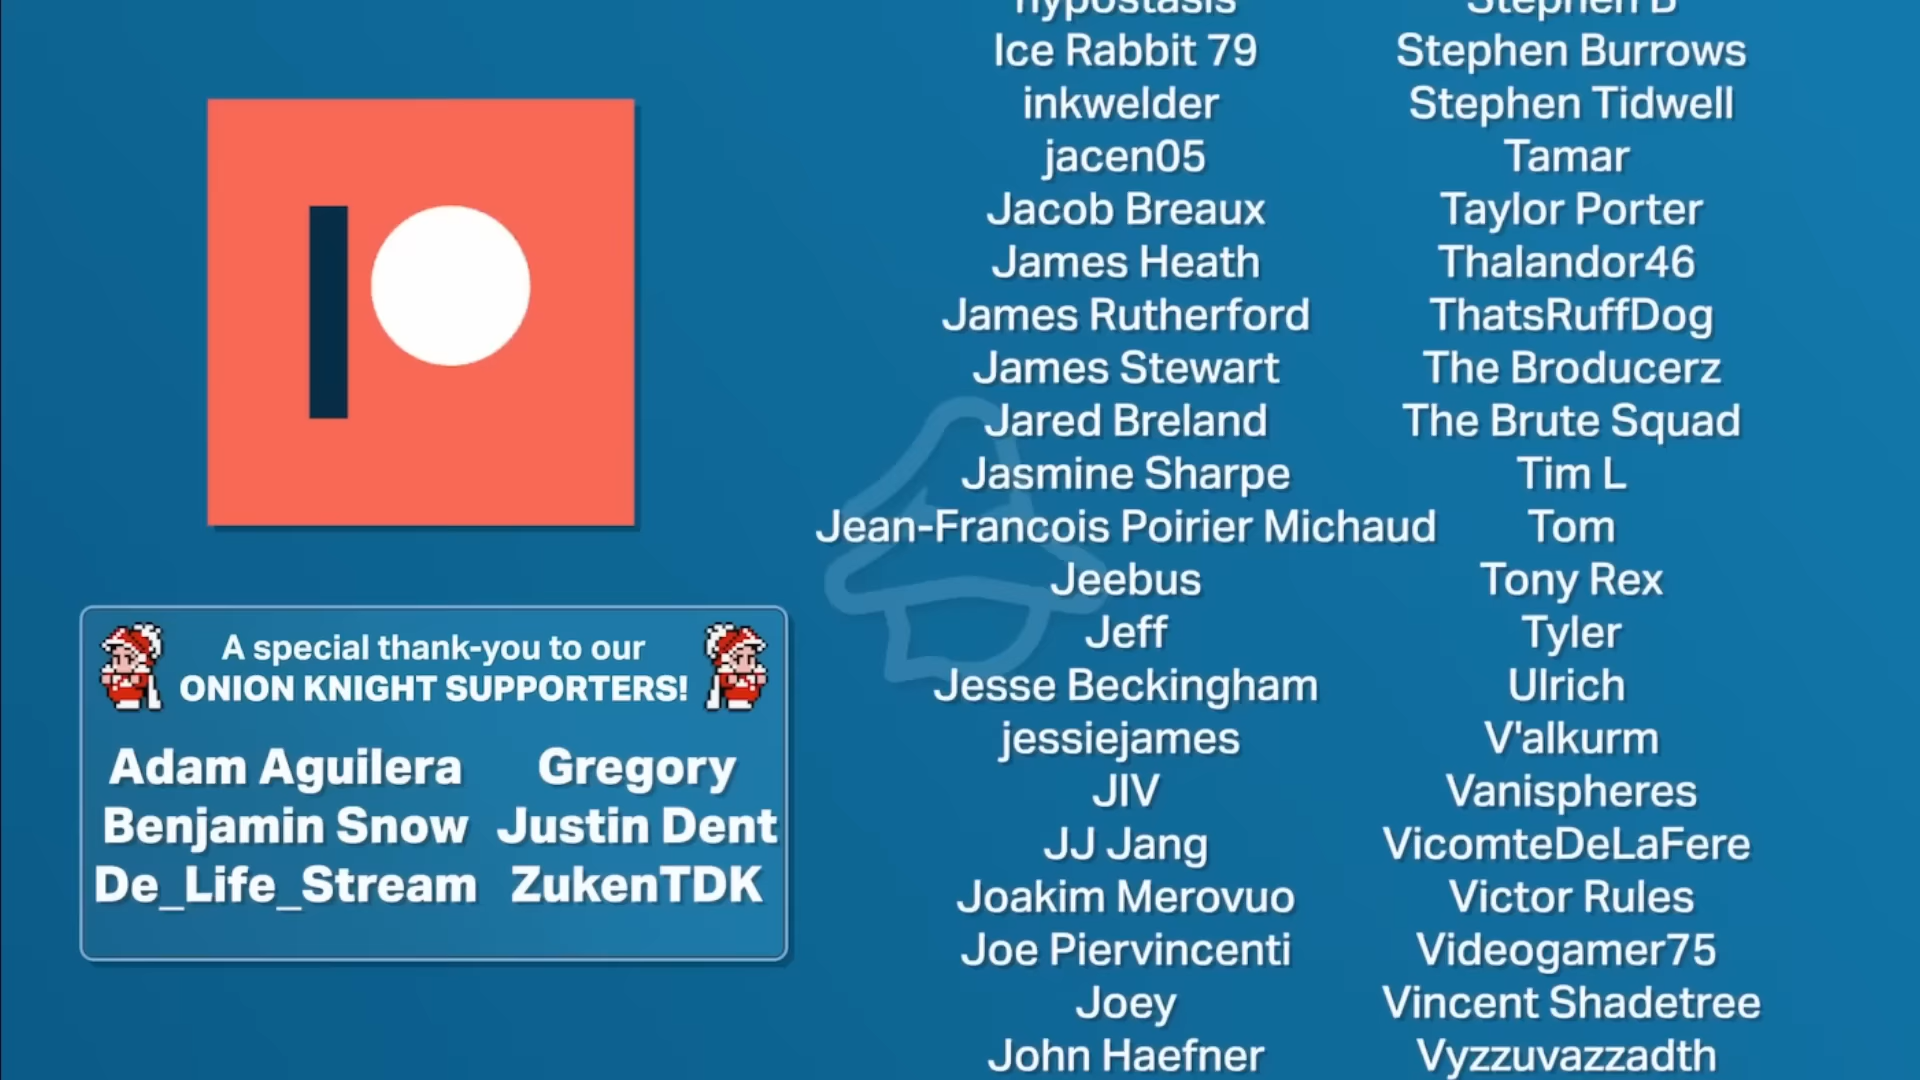 A special thank-you to our
ONION KNIGHT SUPPORTERS!
Adam Aguilera
Benjamin Snow
De_Life_Stream
Gregory
Justin Dent
ZukenTDK
hypostasis
Ice Rabbit 79
inkwelder
jacen05
Jacob Breaux
James Heath
James Rutherford
James Stewart
Jared Breland
Jasmine Sharpe
Jean-Francois Poirier Michaud
Jeebus
Jeff
Jesse Beckingham
jessiejames
JIV
JJ Jang
Joakim Merovuo
Joe Piervincenti
Joey
John Haefner
Stephen B
Stephen Burrows
Stephen Tidwell
Tamar
Taylor Porter
Thalandor46
ThatsRuffDog
The Broducerz
The Brute Squad
Tim L
Tom
Tony Rex
Tyler
Ulrich
V'alkurm
Vanispheres
VicomteDeLaFere
Victor Rules
Videogamer75
Vincent Shadetree
Vyzzuvazzadth